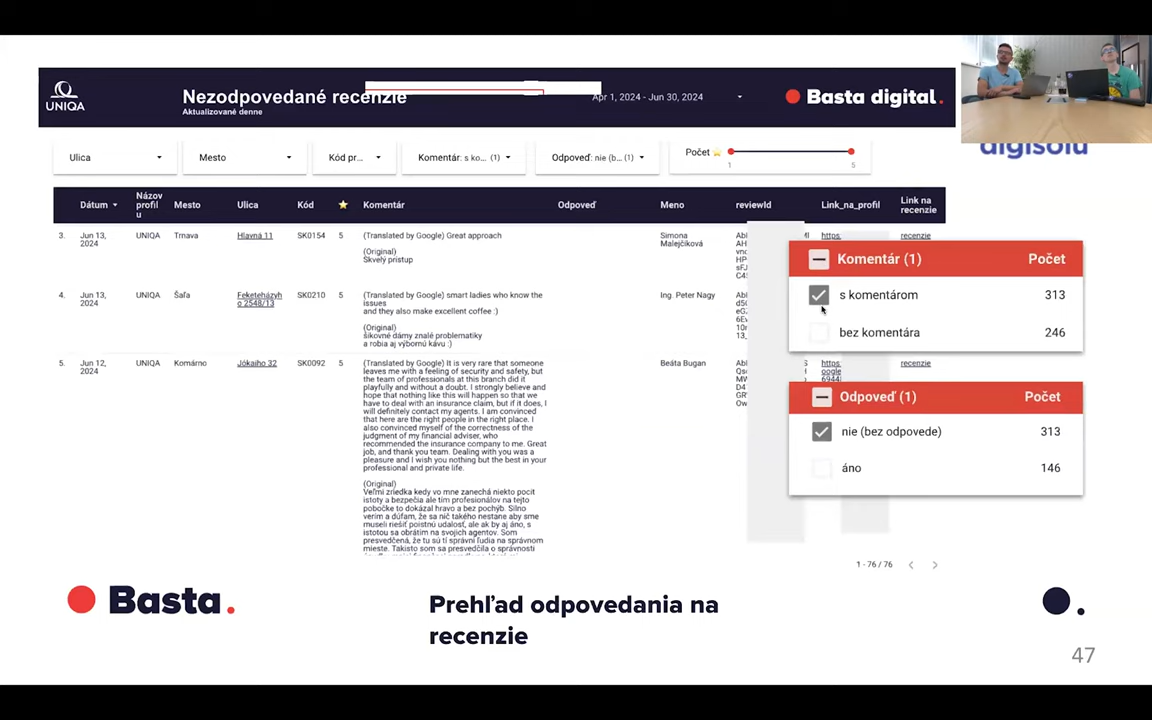 UNIQA
Nezodpovedané recenzie
Aktualizované denne
Apr 1, 2024 - Jun 30, 2024
Basta digital.
digisolu
Ulica
Mesto
Kód pr...
Komentár: s ko... (1)
Odpoveď: nie (b... (1)
Počet
1
5
Dátum
Názov profilu
Mesto
Ulica
Kód
Komentár
Odpoveď
Meno
reviewId
Link_na_profil
Link na recenzie
3.
Jun 13, 2024
UNIQA
Trnava
Hlavná 11
SK0154
5
(Translated by Google) Great approach
(Original)
Skvelý prístup
Simona
Malejčíková
https:
recenzie
4.
Jun 13, 2024
UNIQA
Šaľa
Feketeházyh
o 2548/13
SK0210
5
(Translated by Google) smart ladies who know the
issues
and they also make excellent coffee :)
(Original)
šikovné dámy znalé problematiky
a robia aj výbornú kávu :)
Ing. Peter Nagy
5.
Jun 12, 2024
UNIQA
Komárno
Jókaiho 32
SK0092
5
(Translated by Google) It is very rare that someone
leaves me with a feeling of security and safety, but
the team of professionals at this branch did it
playfully and without a doubt. I strongly believe and
hope that nothing like this will happen so that we
have to deal with an insurance claim, but if it does, I
will definitely contact my agents. I am convinced
that here are the right people in the right place. I
also convinced myself of the correctness of the
judgment of my financial adviser, who
recommended the insurance company to me. Great
job, and thank you team. Dealing with you was a
pleasure and I wish you nothing but the best in your
professional and private life.
(Original)
Veľmi zriedka kedy vo mne zanechá niekto pocit
istoty a bezpečia ale tím profesionálov na tejto
pobočke to dokázal hravo a bez pochýb. Silno
verím a dúfam, že sa nič takého nestane aby sme
museli riešiť poistnú udalosť, ale ak by aj áno, s
istotou sa obrátim na svojich agentov. Som
presvedčená, že tu sú tí správni ľudia na správnom
mieste. Takisto som sa presvedčila o správnosti
Beáta Bugan
https:
oogle
6944
recenzie
Komentár (1)
Počet
s komentárom
313
bez komentára
246
Odpoveď (1)
Počet
nie (bez odpovede)
313
áno
146
1 - 76 / 76
Basta.
Prehľad odpovedania na
recenzie
47